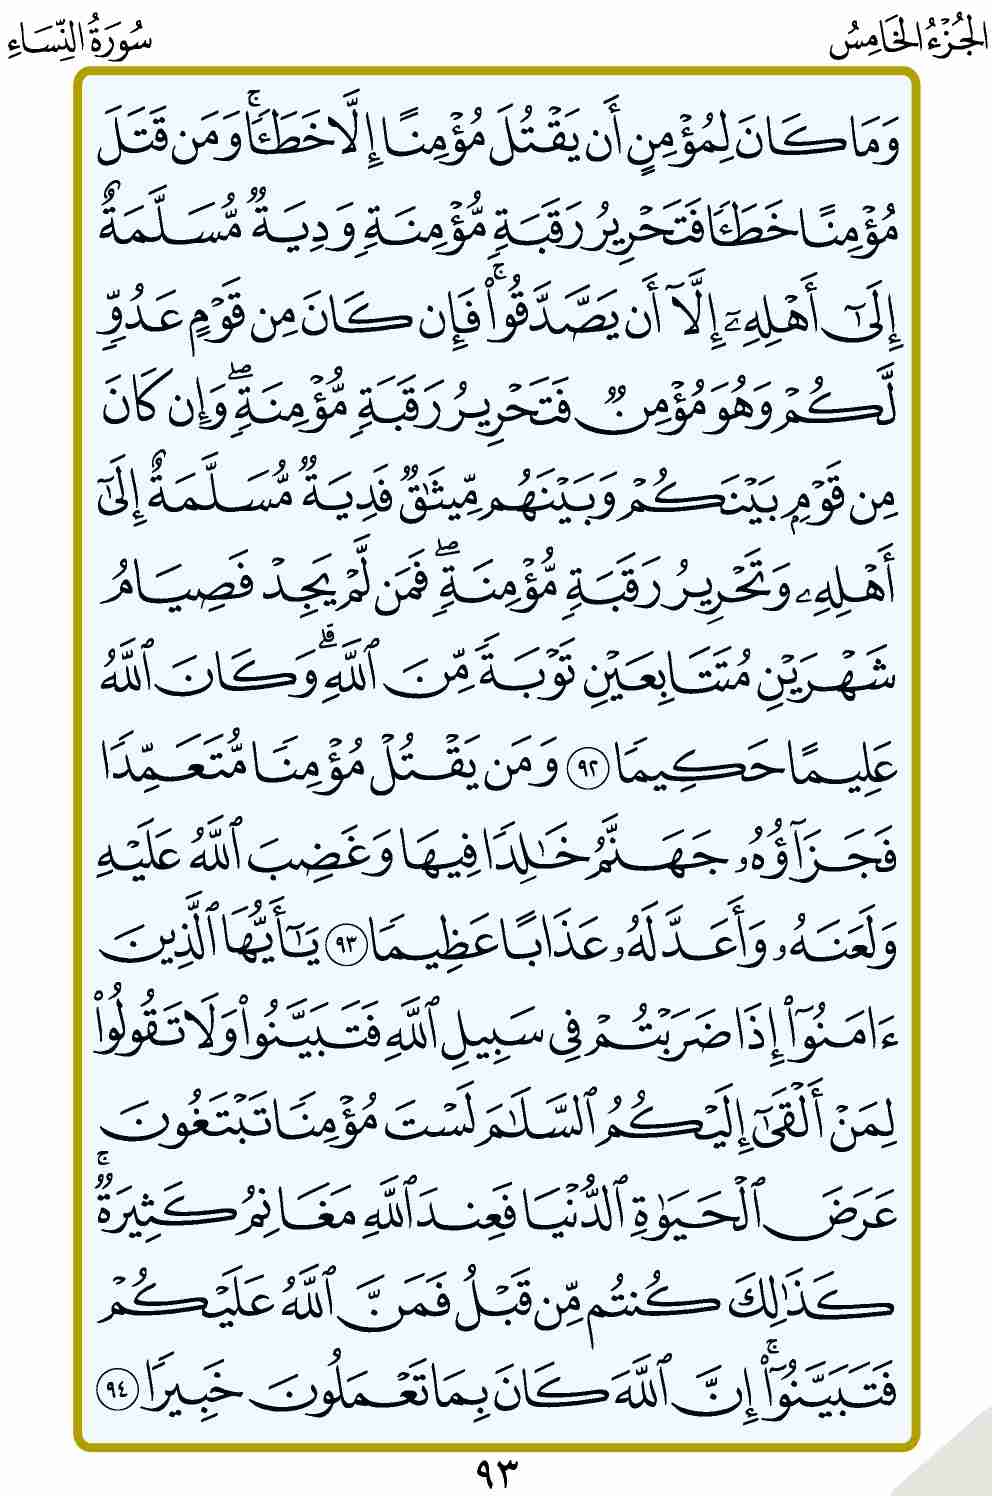 الجُزْءُ الخَامِسُ
سُورَةُ النِّسَاءِ
وَمَا كَانَ لِمُؤْمِنٍ أَن يَقْتُلَ مُؤْمِنًا إِلَّا خَطَـًٔا ۚ وَمَن قَتَلَ
مُؤْمِنًا خَطَـًٔا فَتَحْرِيرُ رَقَبَةٍ مُّؤْمِنَةٍ وَدِيَةٌ مُّسَلَّمَةٌ
إِلَىٰٓ أَهْلِهِۦٓ إِلَّآ أَن يَصَّدَّقُوا۟ ۚ فَإِن كَانَ مِن قَوْمٍ عَدُوٍّ
لَّكُمْ وَهُوَ مُؤْمِنٌ فَتَحْرِيرُ رَقَبَةٍ مُّؤْمِنَةٍ ۖ وَإِن كَانَ
مِن قَوْمٍۭ بَيْنَكُمْ وَبَيْنَهُم مِّيثَٰقٌ فَدِيَةٌ مُّسَلَّمَةٌ إِلَىٰٓ
أَهْلِهِۦ وَتَحْرِيرُ رَقَبَةٍ مُّؤْمِنَةٍ ۖ فَمَن لَّمْ يَجِدْ فَصِيَامُ
شَهْرَيْنِ مُتَتَابِعَيْنِ تَوْبَةً مِّنَ ٱللَّهِ ۗ وَكَانَ ٱللَّهُ
عَلِيمًا حَكِيمًا ٩٢ وَمَن يَقْتُلْ مُؤْمِنًا مُّتَعَمِّدًا
فَجَزَآؤُهُۥ جَهَنَّمُ خَٰلِدًا فِيهَا وَغَضِبَ ٱللَّهُ عَلَيْهِ
وَلَعَنَهُۥ وَأَعَدَّ لَهُۥ عَذَابًا عَظِيمًا ٩٣ يَٰٓأَيُّهَا ٱلَّذِينَ
ءَامَنُوٓا۟ إِذَا ضَرَبْتُمْ فِى سَبِيلِ ٱللَّهِ فَتَبَيَّنُوا۟ وَلَا تَقُولُوا۟
لِمَنْ أَلْقَىٰٓ إِلَيْكُمُ ٱلسَّلَٰمَ لَسْتَ مُؤْمِنًا تَبْتَغُونَ
عَرَضَ ٱلْحَيَوٰةِ ٱلدُّنْيَا فَعِندَ ٱللَّهِ مَغَانِمُ كَثِيرَةٌ ۚ
كَذَٰلِكَ كُنتُم مِّن قَبْلُ فَمَنَّ ٱللَّهُ عَلَيْكُمْ
فَتَبَيَّنُوٓا۟ ۚ إِنَّ ٱللَّهَ كَانَ بِمَا تَعْمَلُونَ خَبِيرًا ٩٤
٩٣